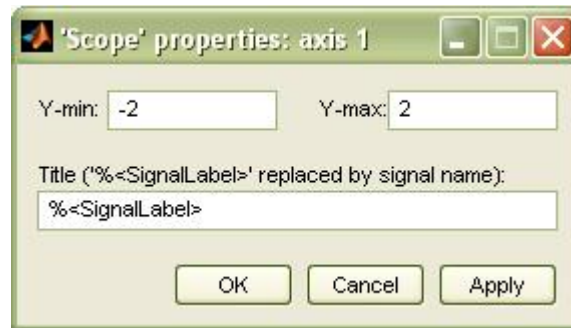 'Scope' properties: axis 1
Y-min: -2 Y-max: 2
Title ('%<SignalLabel>' replaced by signal name):
%<SignalLabel>
OK Cancel Apply